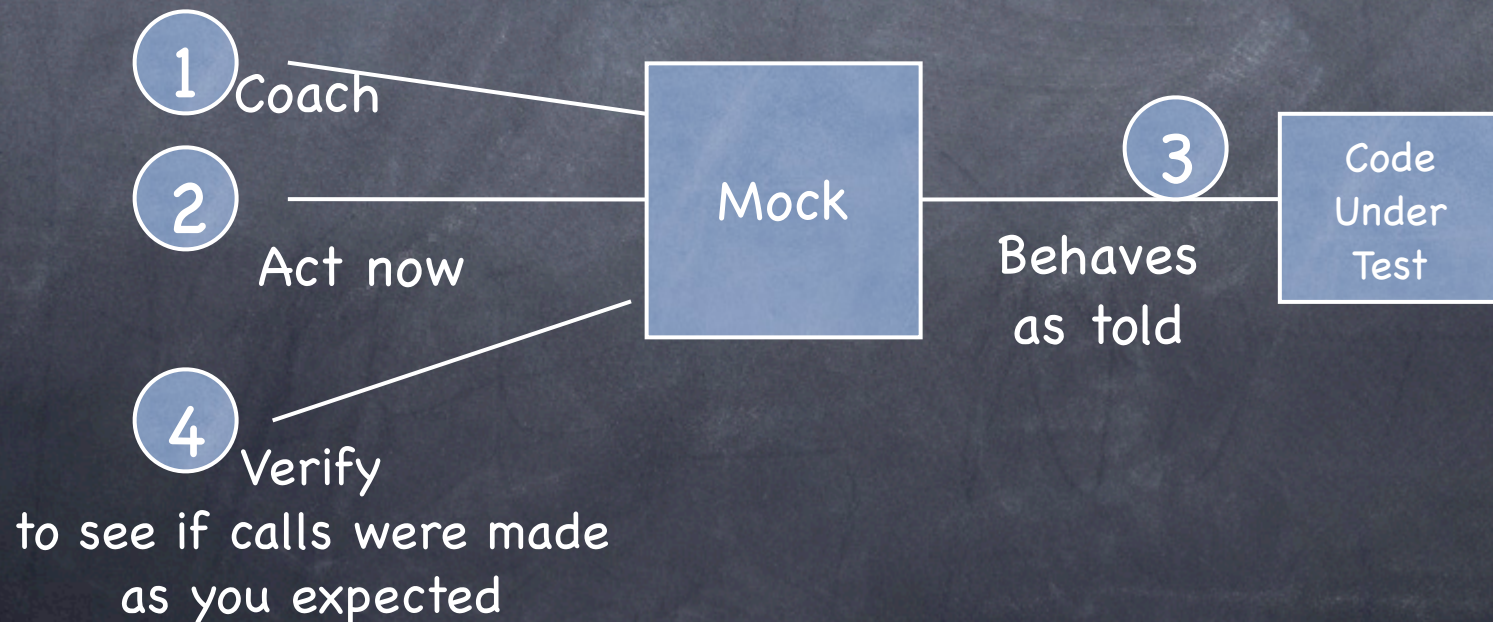 1
Coach
2
Act now
Mock
3
Behaves
as told
Code
Under
Test
4
Verify
to see if calls were made
as you expected